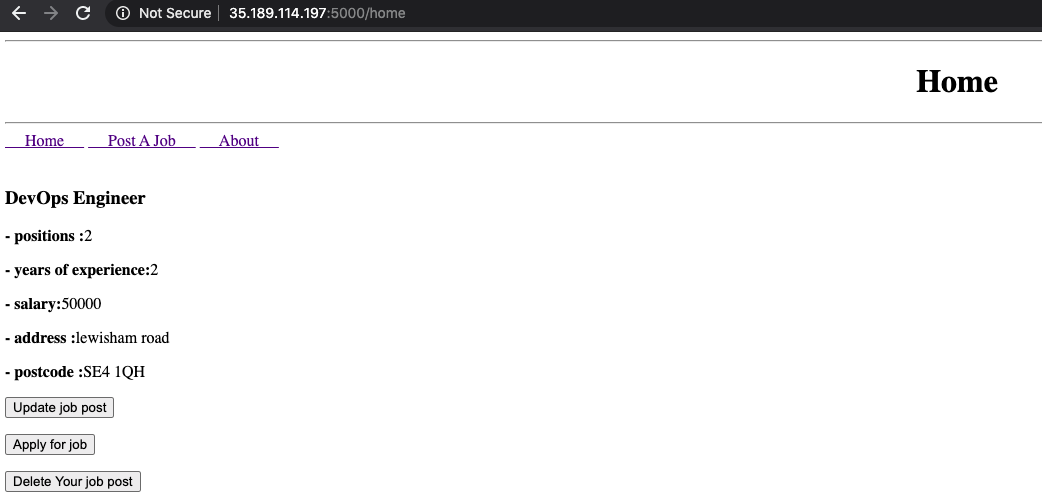 Not Secure 35.189.114.197:5000/home
Home
Home Post A Job About
DevOps Engineer
- positions :2
- years of experience:2
- salary:50000
- address :lewisham road
- postcode :SE4 1QH
Update job post
Apply for job
Delete Your job post